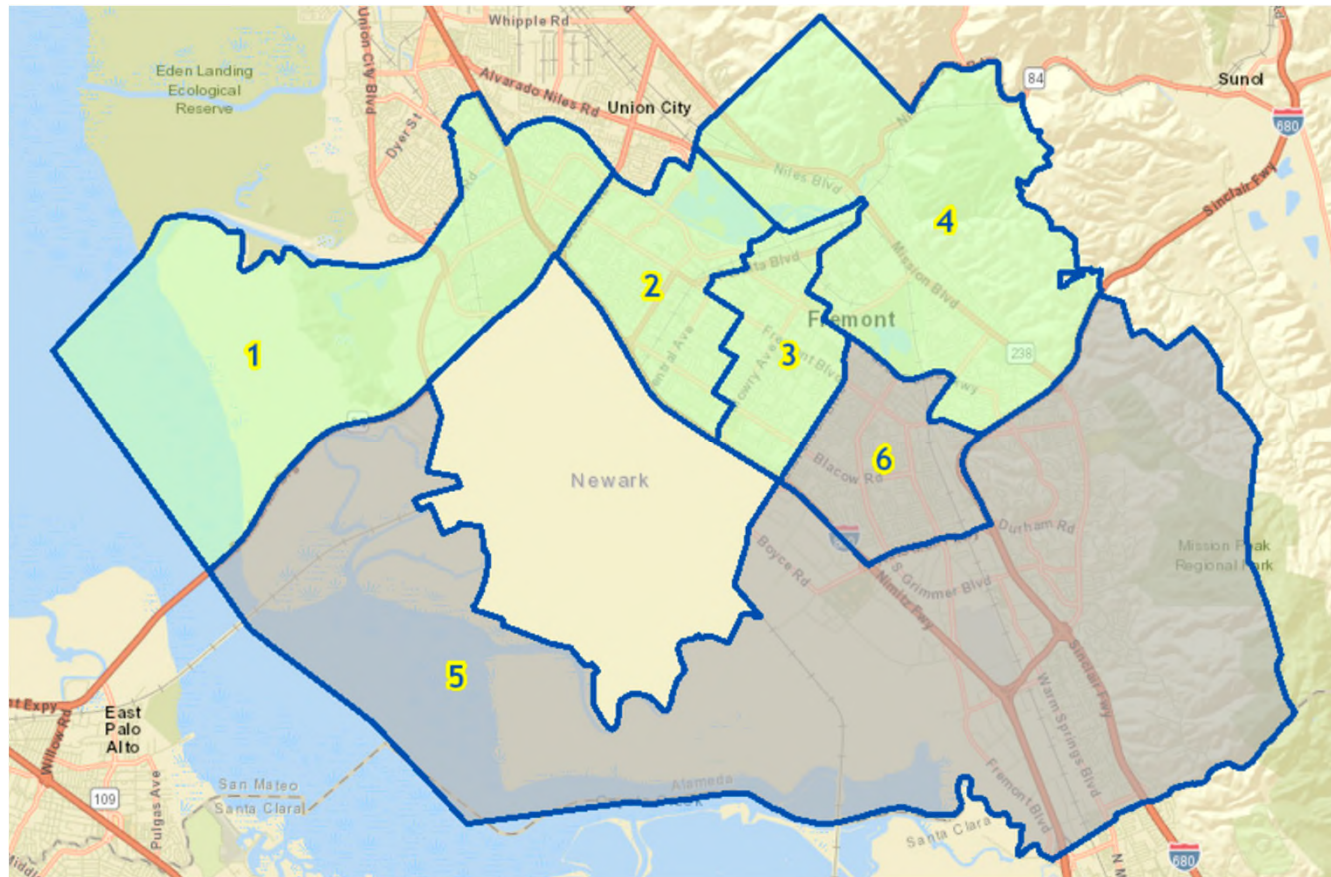 Whipple Rd
Eden Landing
Ecological
Reserve
Union City Blvd
Alvarado Niles Rd
Union City
Dyer St
84
Sunol
680
Sinclair Fwy
Niles Blvd
4
Mission Blvd
2
1
3
Fremont
Fremont Blvd
238
Newark
Blacow Rd
6
Durham Rd
Mission Peak
Regional Park
Boyce Rd
S Grimmer Blvd
Nimitz Fwy
5
Sinclair Fwy
Warm Springs Blvd
Expy
Willow Rd
East
Palo
Alto
San Mateo
Santa Clara
Alameda
109
Pulgas Ave
Fremont Blvd
Santa Clara
680